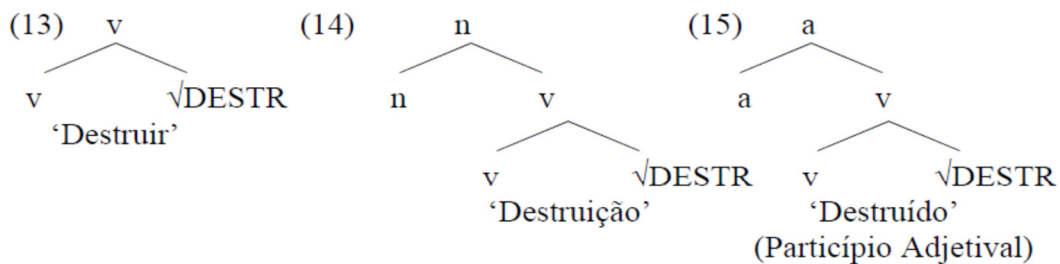 (13) v (14) n (15) a
v √DESTR n v a v
'Destruir' v √DESTR v √DESTR
'Destruição' 'Destruído'
(Particípio Adjetival)